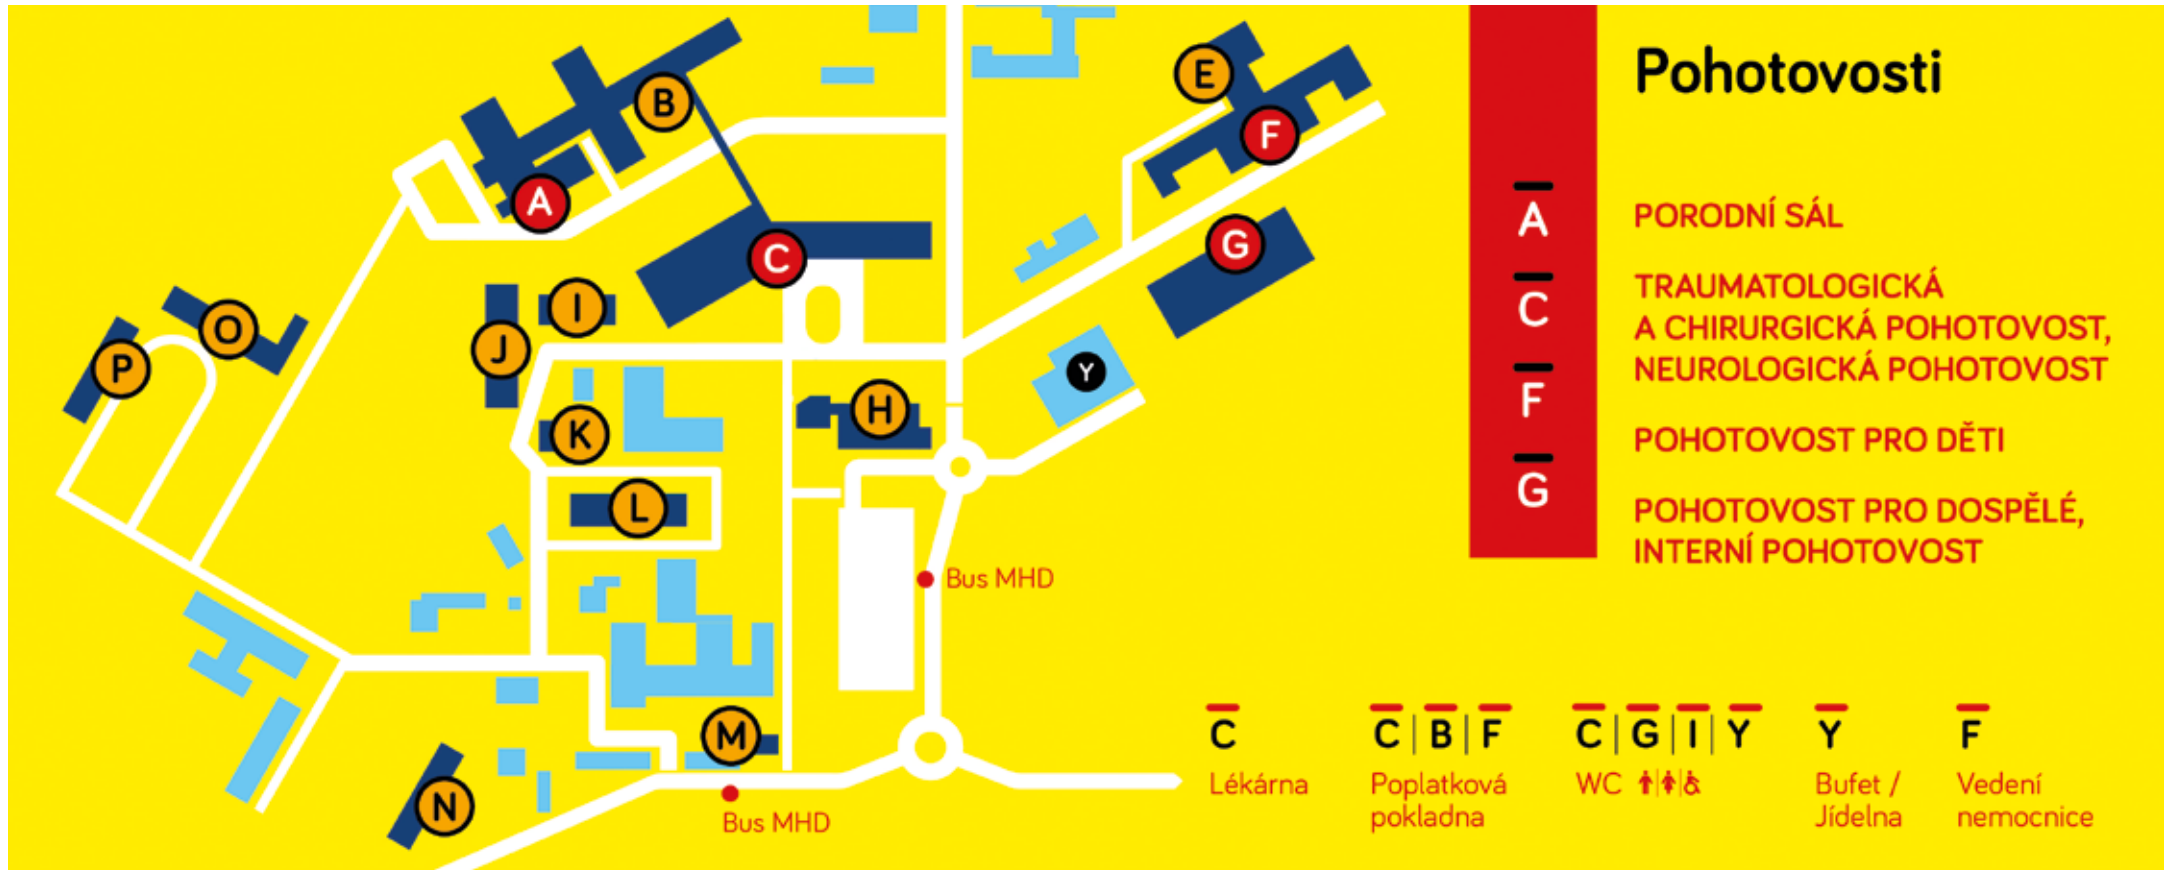 Pohotovosti
A
PORODNÍ SÁL
C
TRAUMATOLOGICKÁ
A CHIRURGICKÁ POHOTOVOST,
NEUROLOGICKÁ POHOTOVOST
F
POHOTOVOST PRO DĚTI
G
POHOTOVOST PRO DOSPĚLÉ,
INTERNÍ POHOTOVOST
E
B
F
A
G
C
I
O
J
P
Y
H
K
L
Bus MHD
M
N
Bus MHD
C
Lékárna
C | B | F
Poplatková
pokladna
C | G | I | Y
WC
Y
Bufet /
Jídelna
F
Vedení
nemocnice